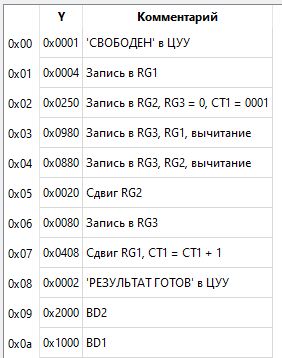 Y Комментарий
0x00 0x0001 'СВОБОДЕН' в ЦУУ
0x01 0x0004 Запись в RG1
0x02 0x0250 Запись в RG2, RG3 = 0, CT1 = 0001
0x03 0x0980 Запись в RG3, RG1, вычитание
0x04 0x0880 Запись в RG3, RG2, вычитание
0x05 0x0020 Сдвиг RG2
0x06 0x0080 Запись в RG3
0x07 0x0408 Сдвиг RG1, CT1 = CT1 + 1
0x08 0x0002 'РЕЗУЛЬТАТ ГОТОВ' в ЦУУ
0x09 0x2000 BD2
0x0a 0x1000 BD1